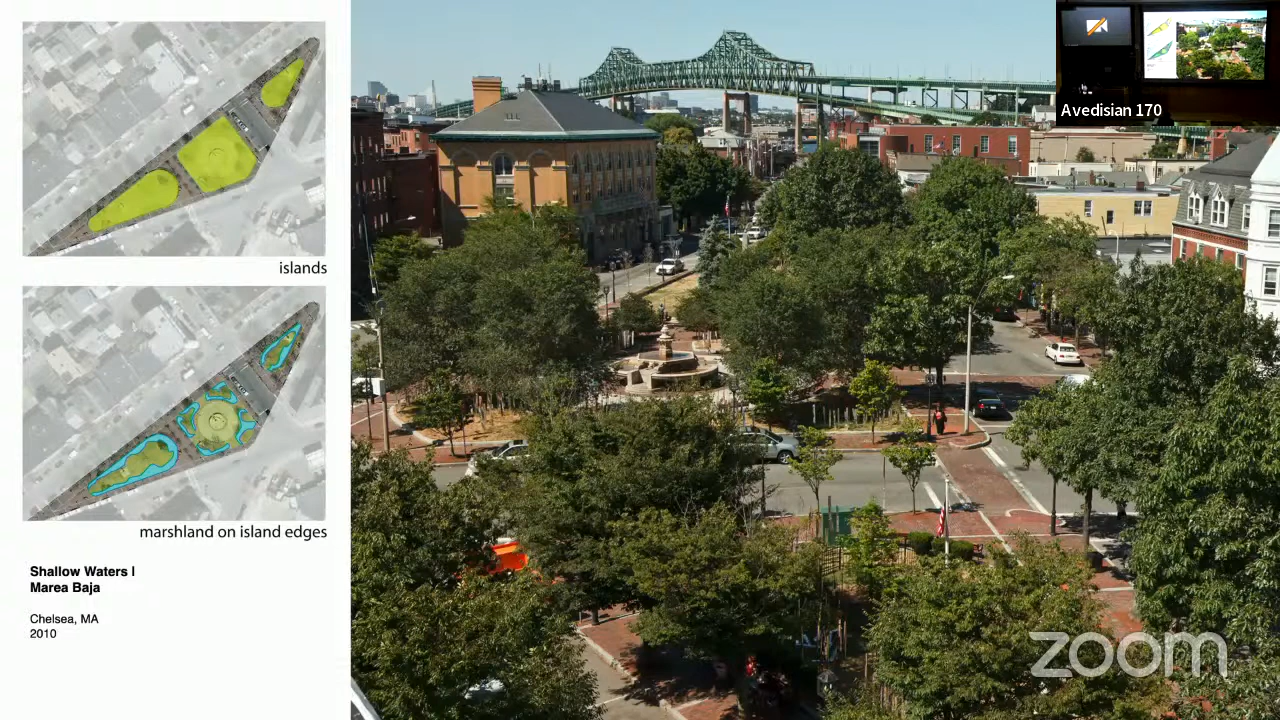 islands
marshland on island edges
Shallow Waters |
Marea Baja
Chelsea, MA
2010
Avedisian 170
zoom